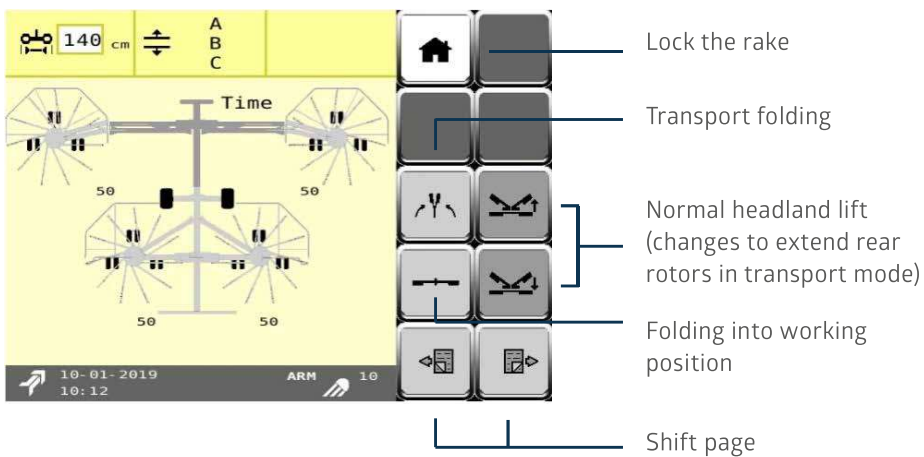 140 cm
A
B
C
Time
50
50
50
50
10-01-2019
10:12
ARM
10
Lock the rake
Transport folding
Normal headland lift
(changes to extend rear
rotors in transport mode)
Folding into working
position
Shift page